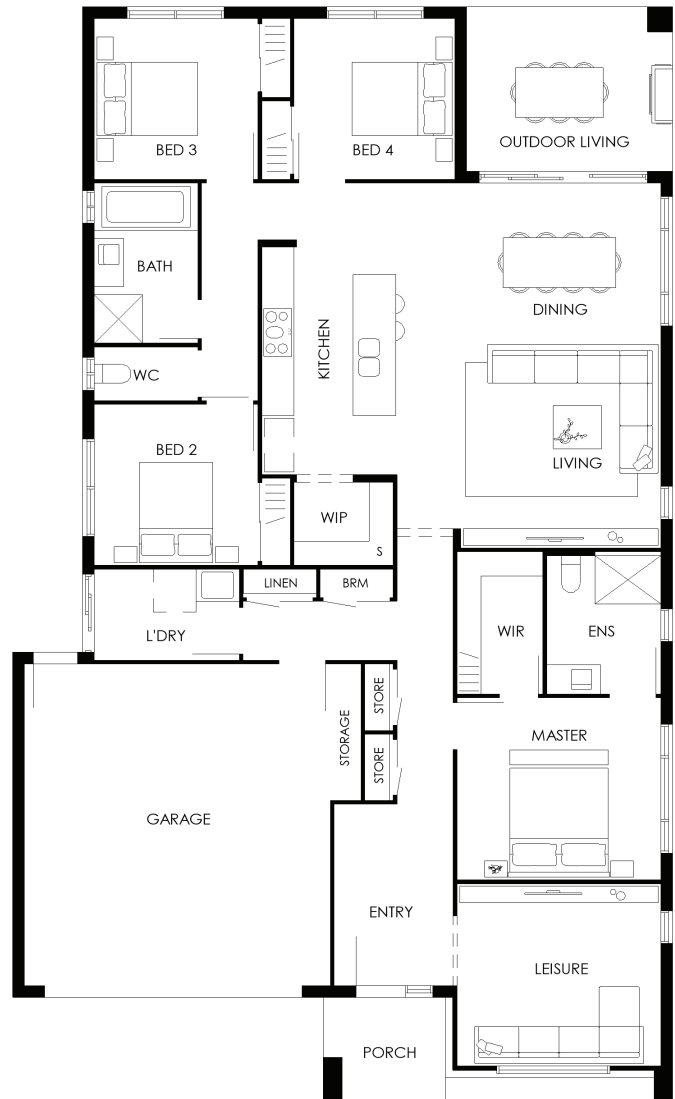 BED 3
BED 4
OUTDOOR LIVING
BATH
DINING
KITCHEN
WC
BED 2
LIVING
WIP
S
LINEN
BRM
L'DRY
WIR
ENS
STORE
STORAGE
MASTER
STORE
GARAGE
ENTRY
LEISURE
PORCH